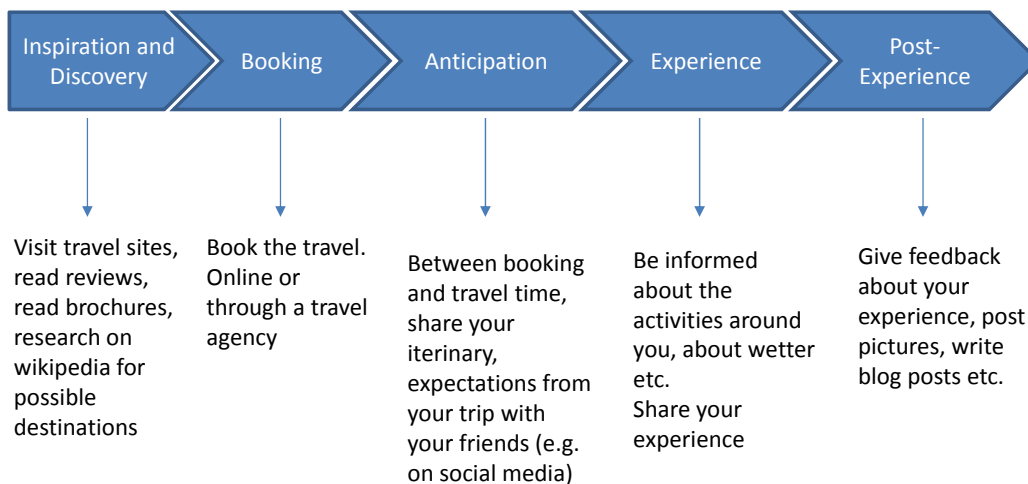 Inspiration and
Discovery
Booking
Anticipation
Experience
Post-
Experience
Visit travel sites,
read reviews,
read brochures,
research on
wikipedia for
possible
destinations
Book the travel.
Online or
through a travel
agency
Between booking
and travel time,
share your
iterinary,
expectations from
your trip with
your friends (e.g.
on social media)
Be informed
about the
activities around
you, about wetter
etc.
Share your
experience
Give feedback
about your
experience, post
pictures, write
blog posts etc.